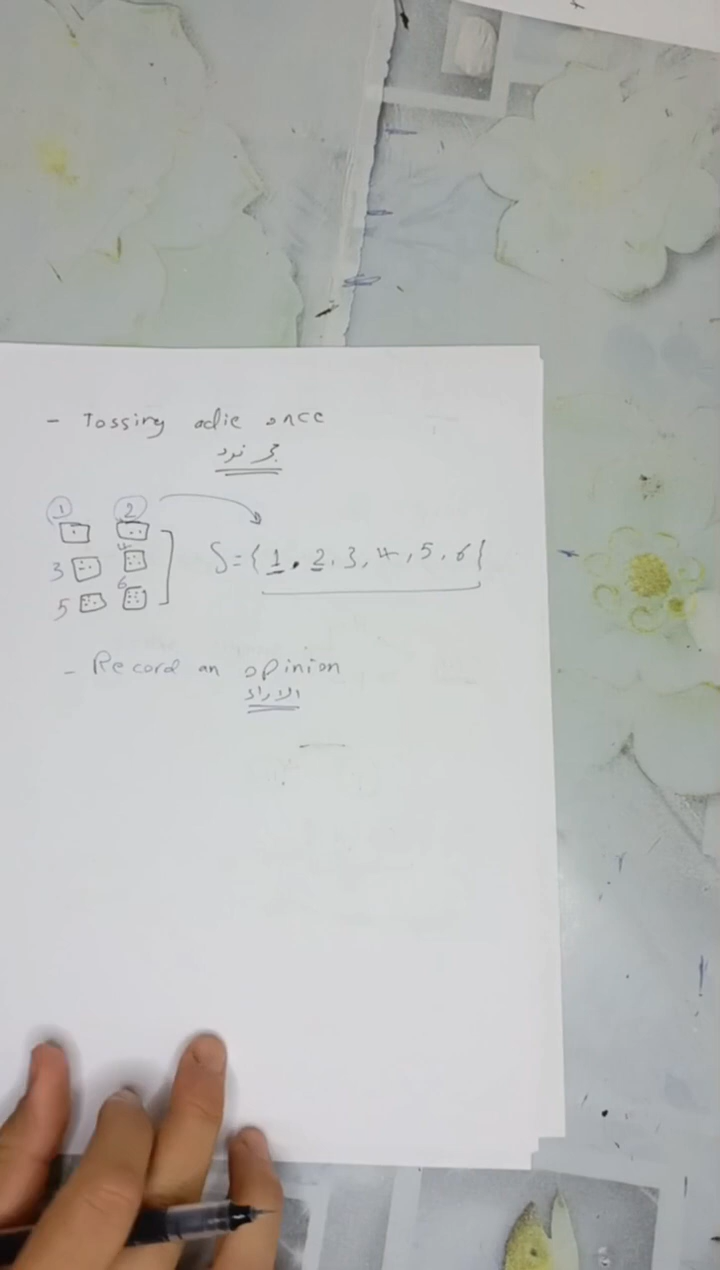 - Tossing adie once
حجر نرد
1 2
S={1,2,3,4,5,6}
4
3
6
5
- Record an opinion
الاراء